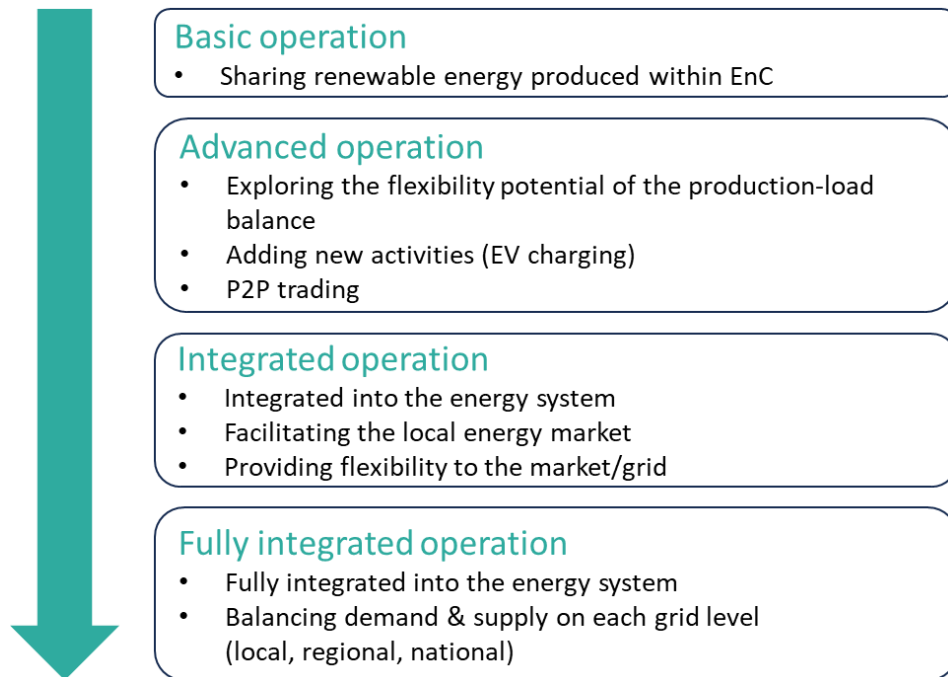 Basic operation
• Sharing renewable energy produced within EnC
Advanced operation
• Exploring the flexibility potential of the production-load
balance
• Adding new activities (EV charging)
• P2P trading
Integrated operation
• Integrated into the energy system
• Facilitating the local energy market
• Providing flexibility to the market/grid
Fully integrated operation
• Fully integrated into the energy system
• Balancing demand & supply on each grid level
(local, regional, national)